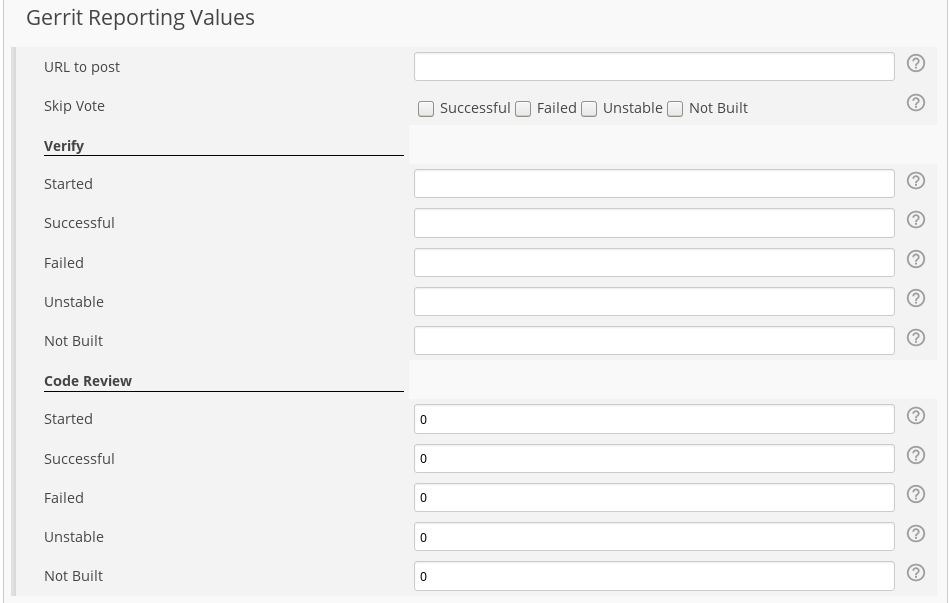 Gerrit Reporting Values
URL to post
Skip Vote Successful Failed Unstable Not Built
Verify
Started
Successful
Failed
Unstable
Not Built
Code Review
Started 0
Successful 0
Failed 0
Unstable 0
Not Built 0